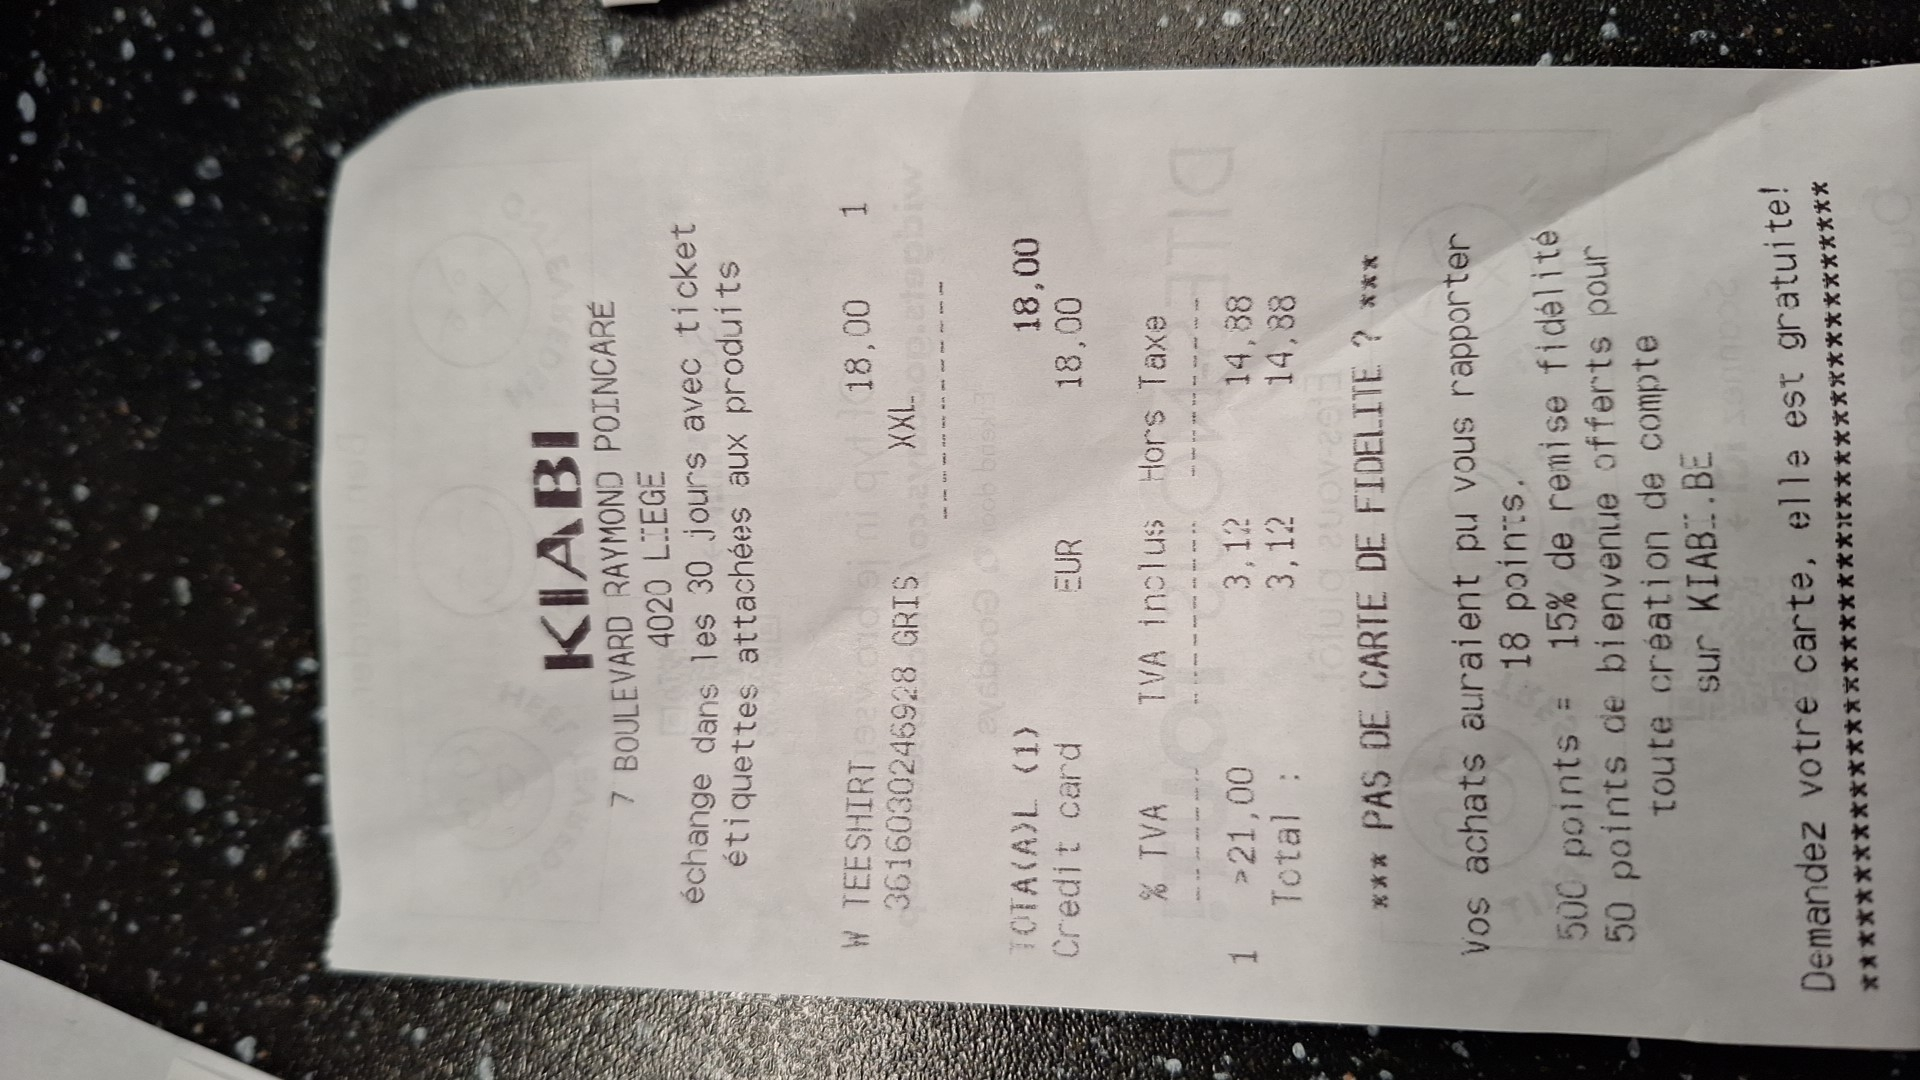 KIABI
7 BOULEVARD RAYMOND POINCARÉ
4020 LIEGE
échange dans les 30 jours avec ticket
étiquettes attachées aux produits
W TEESHIRT 18,00 1
3616030246928 GRIS XXL
--------------------
TOTA(A)L (1) 18,00
Credit card EUR 18,00
% TVA TVA inclus Hors Taxe
-------- ------------ ------------
1 >21,00 3,12 14,88
Total : 3,12 14,88
*** PAS DE CARTE DE FIDELITE ? ***
Vos achats auraient pu vous rapporter
18 points.
500 points = 15% de remise fidélité
50 points de bienvenue offerts pour
toute création de compte
sur KIABI.BE
Demandez votre carte, elle est gratuite!
******************************************